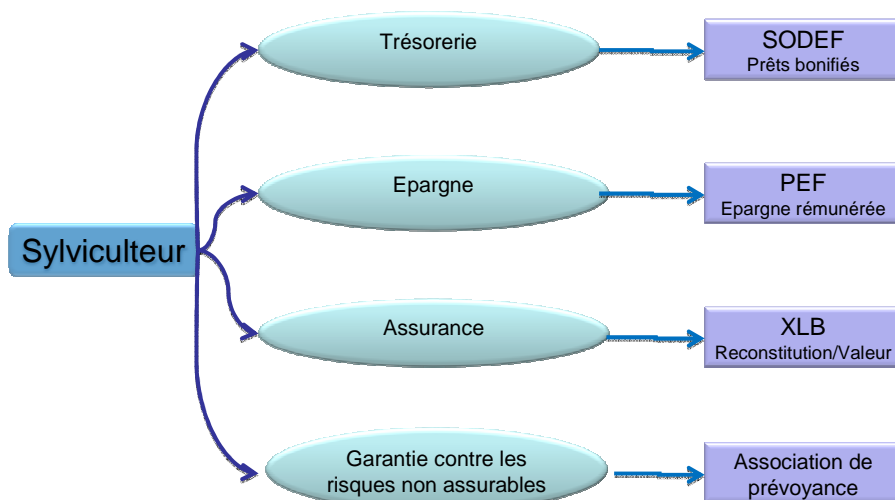 Trésorerie
SODEF
Prêts bonifiés
Epargne
PEF
Epargne rémunérée
Sylviculteur
Assurance
XLB
Reconstitution/Valeur
Garantie contre les
risques non assurables
Association de
prévoyance